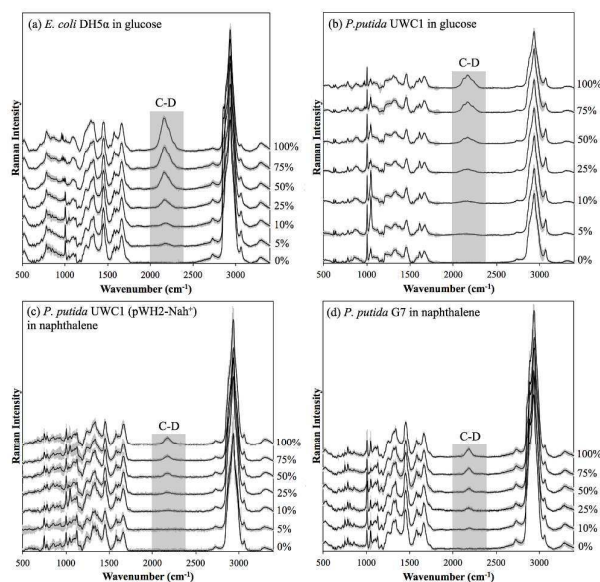 (a) E. coli DH5α in glucose
C-D
100%
75%
50%
25%
10%
5%
0%
Raman Intensity
500 1000 1500 2000 2500 3000
Wavenumber (cm-1)
(b) P.putida UWC1 in glucose
C-D
100%
75%
50%
25%
10%
5%
0%
Raman Intensity
500 1000 1500 2000 2500 3000
Wavenumber (cm-1)
(c) P. putida UWC1 (pWH2-Nah+)
in naphthalene
C-D
100%
75%
50%
25%
10%
5%
0%
Raman Intensity
500 1000 1500 2000 2500 3000
Wavenumber (cm-1)
(d) P. putida G7 in naphthalene
C-D
100%
75%
50%
25%
10%
0%
Raman Intensity
500 1000 1500 2000 2500 3000
Wavenumber (cm-1)